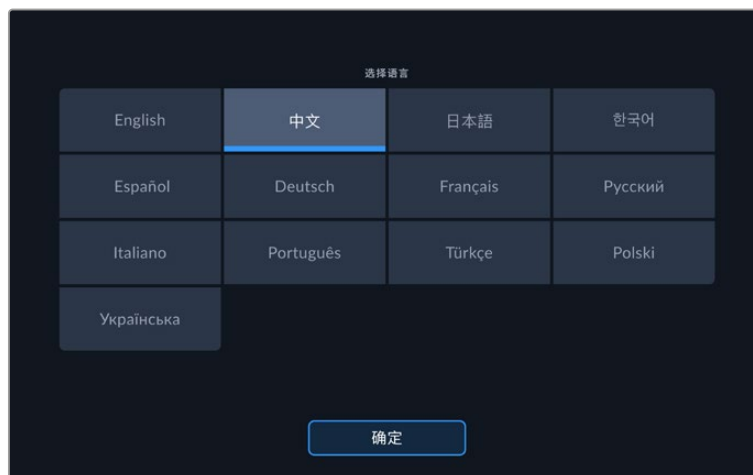 选择语言
English 中文 日本語 한국어
Español Deutsch Français Русский
Italiano Português Türkçe Polski
Українська
确定